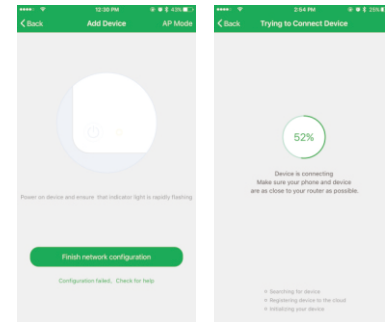 12:39 PM
43%
Back
Add Device
AP Mode
Power on device and ensure that indicator light is rapidly flashing
Finish network configuration
Configuration failed, Check for help.
2:54 PM
25%
Back
Trying to Connect Device
52%
Device is connecting
Make sure your phone and device
are as close to your router as possible.
Searching for device
Registering device to the cloud
Initializing your device